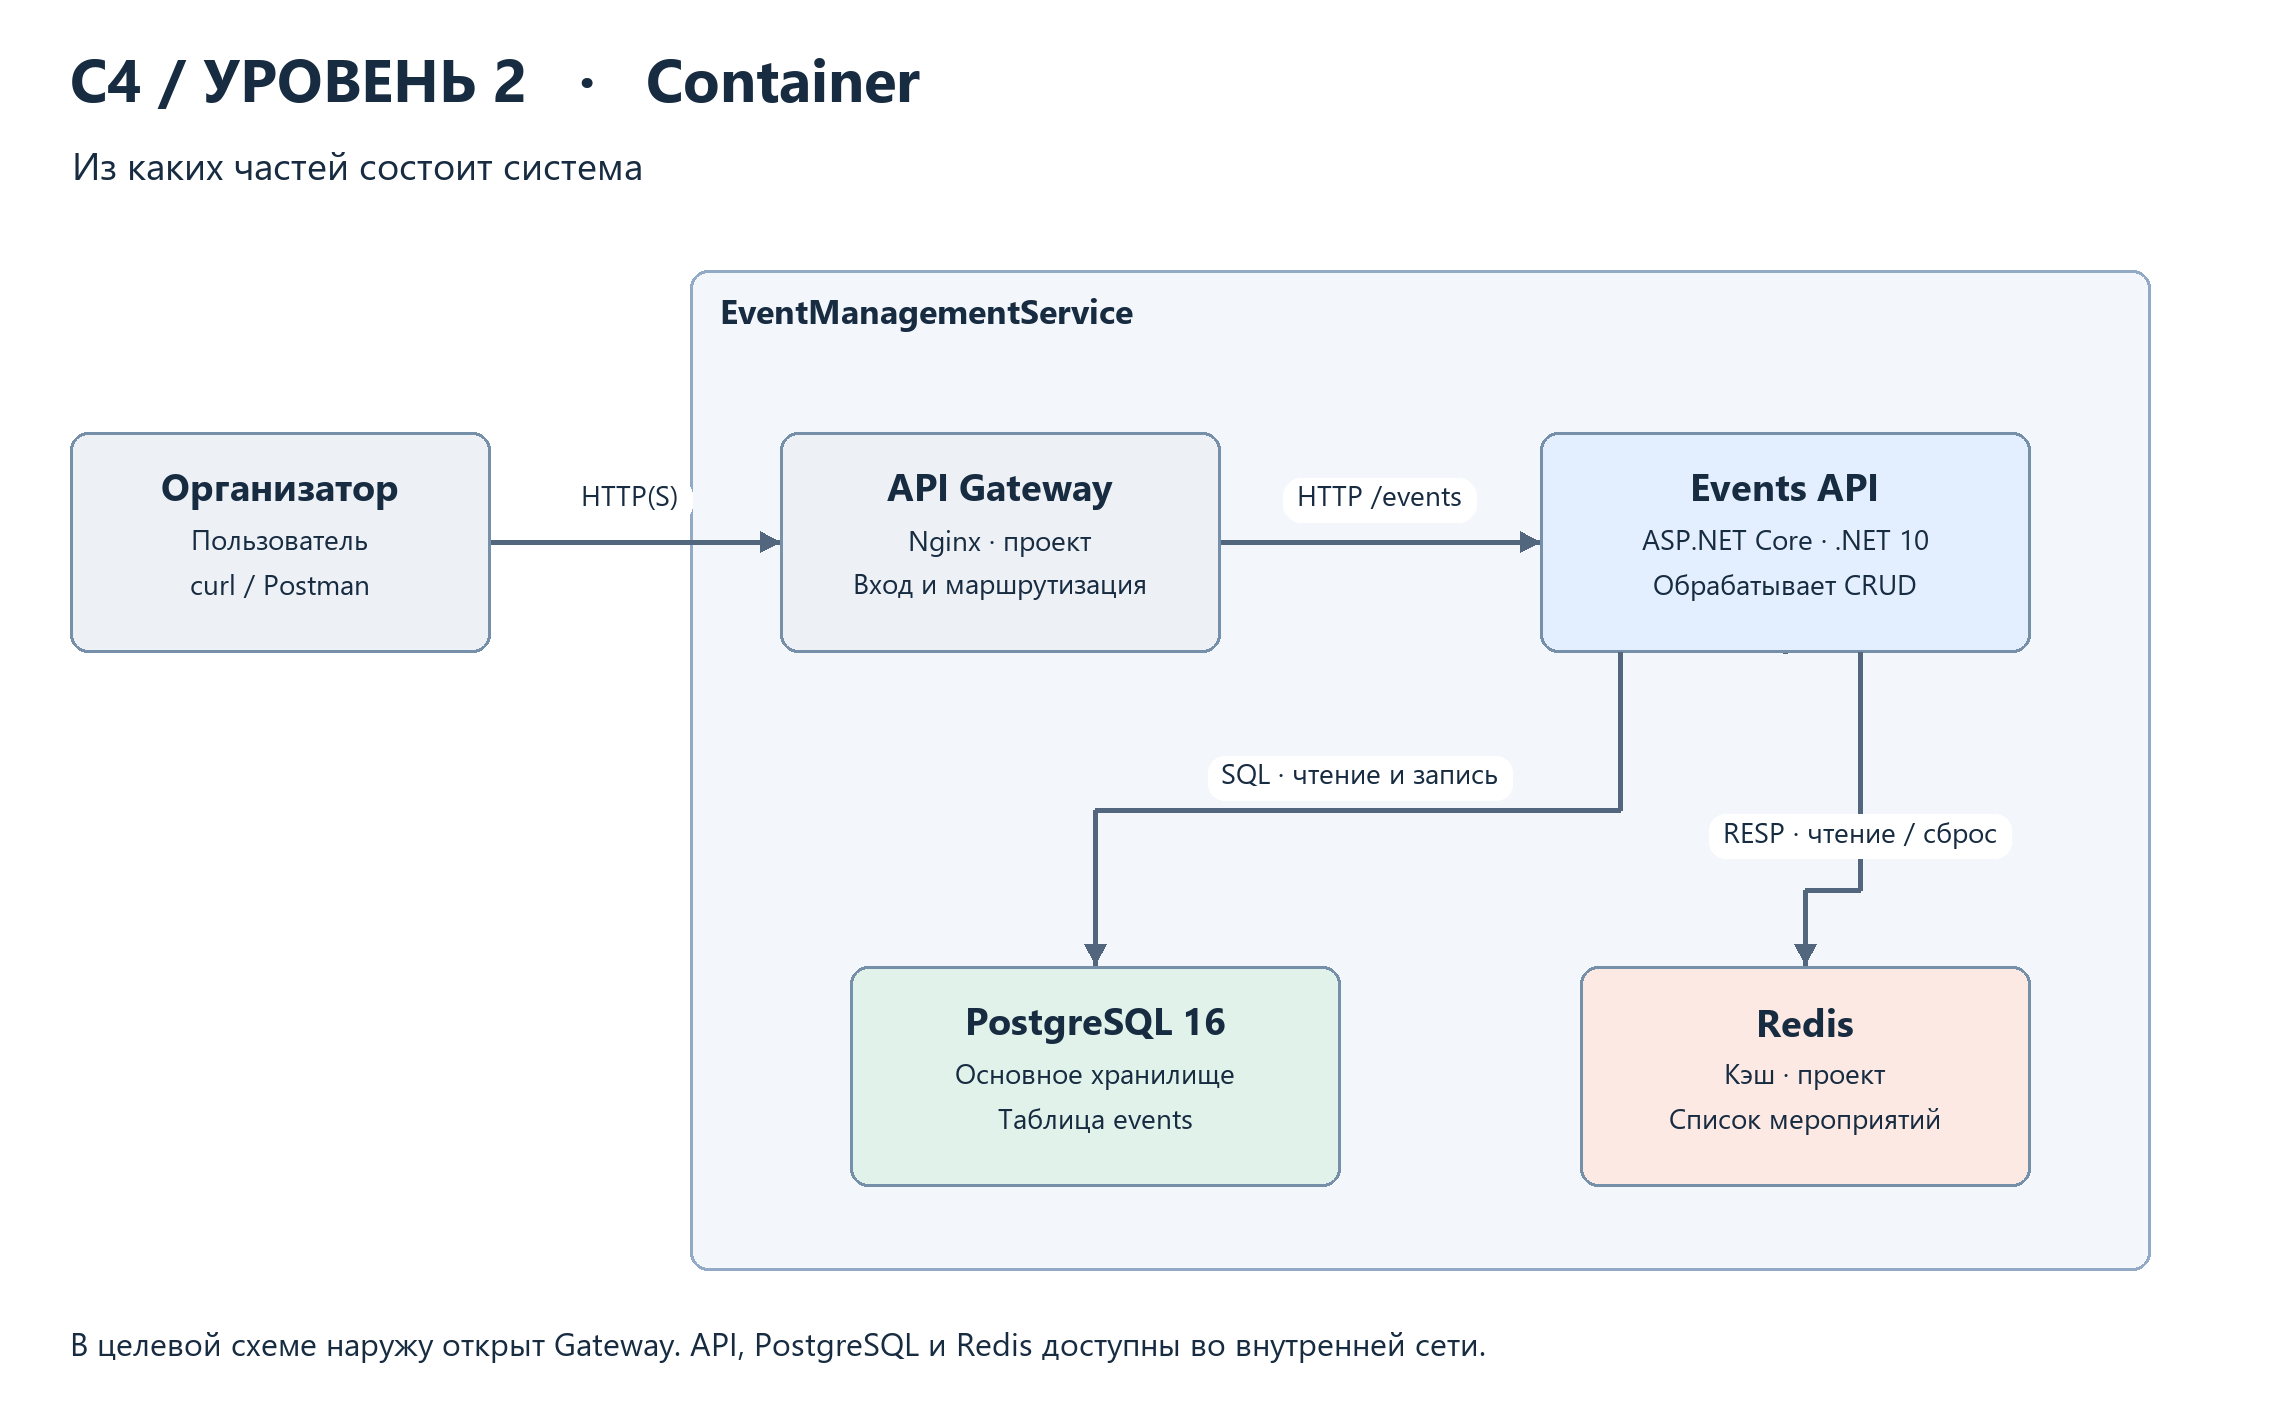 C4 / УРОВЕНЬ 2 · Container
Из каких частей состоит система
EventManagementService
Организатор
Пользователь
curl / Postman
HTTP(S)
API Gateway
Nginx · проект
Вход и маршрутизация
HTTP /events
Events API
ASP.NET Core · .NET 10
Обрабатывает CRUD
SQL · чтение и запись
RESP · чтение / сброс
PostgreSQL 16
Основное хранилище
Таблица events
Redis
Кэш · проект
Список мероприятий
В целевой схеме наружу открыт Gateway. API, PostgreSQL и Redis доступны во внутренней сети.